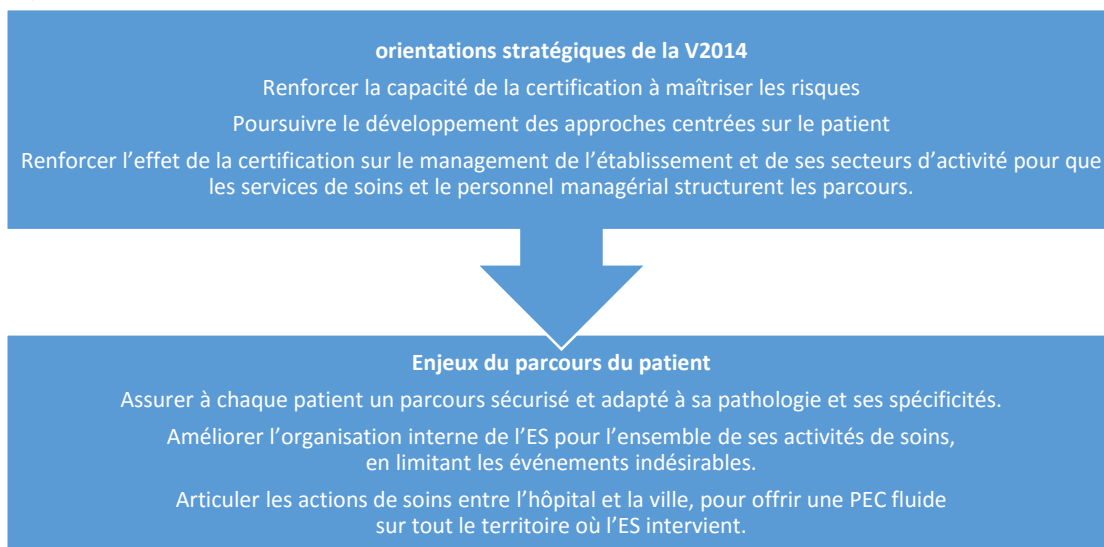 orientations stratégiques de la V2014
Renforcer la capacité de la certification à maîtriser les risques
Poursuivre le développement des approches centrées sur le patient
Renforcer l’effet de la certification sur le management de l’établissement et de ses secteurs d’activité pour que
les services de soins et le personnel managérial structurent les parcours.
Enjeux du parcours du patient
Assurer à chaque patient un parcours sécurisé et adapté à sa pathologie et ses spécificités.
Améliorer l’organisation interne de l’ES pour l’ensemble de ses activités de soins,
en limitant les événements indésirables.
Articuler les actions de soins entre l’hôpital et la ville, pour offrir une PEC fluide
sur tout le territoire où l’ES intervient.